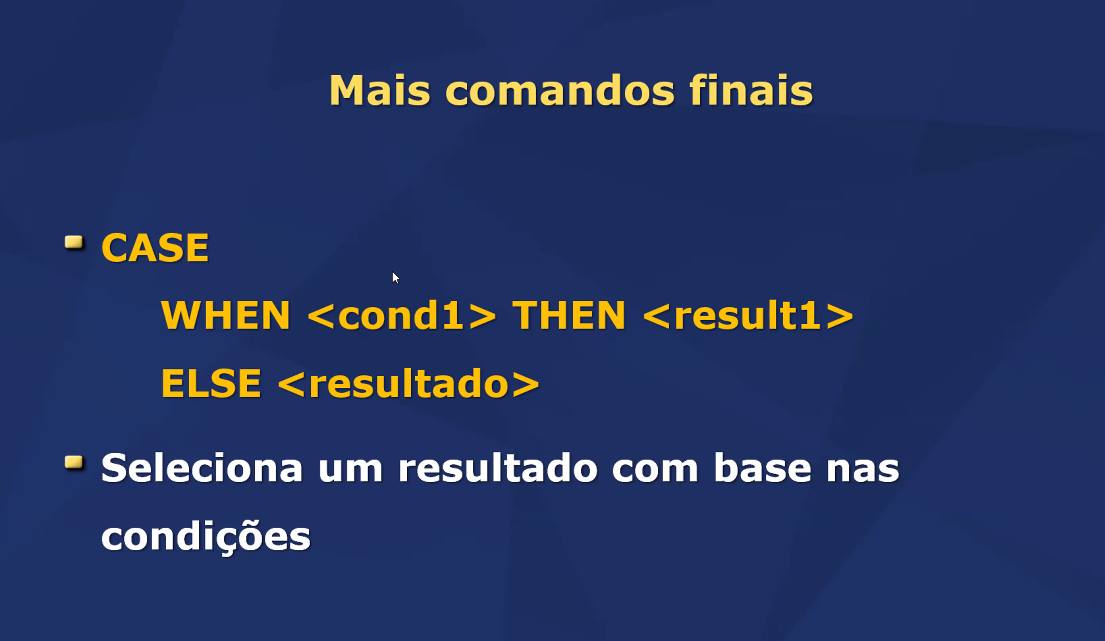 Mais comandos finais
CASE
WHEN <cond1> THEN <result1>
ELSE <resultado>
Seleciona um resultado com base nas
condições